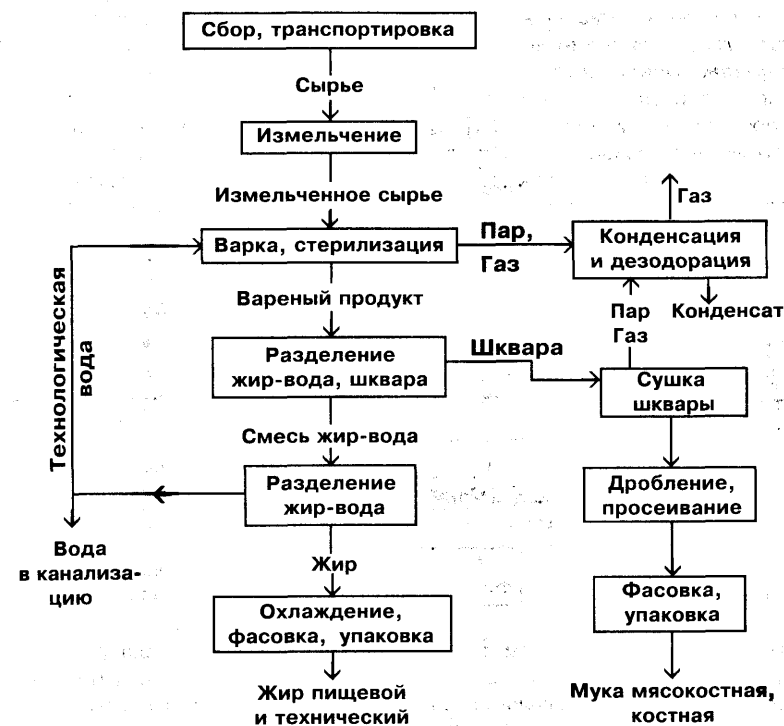 Сбор, транспортировка
Сырье
Измельчение
Измельченное сырье
Варка, стерилизация
Пар,
Газ
Газ
Конденсация
и дезодорация
Пар
Газ
Конденсат
Технологическая
вода
Вареный продукт
Разделение
жир-вода, шквара
Шквара
Сушка
шквары
Смесь жир-вода
Разделение
жир-вода
Дробление,
просеивание
Вода
в канализа-
цию
Жир
Охлаждение,
фасовка, упаковка
Фасовка,
упаковка
Жир пищевой
и технический
Мука мясокостная,
костная